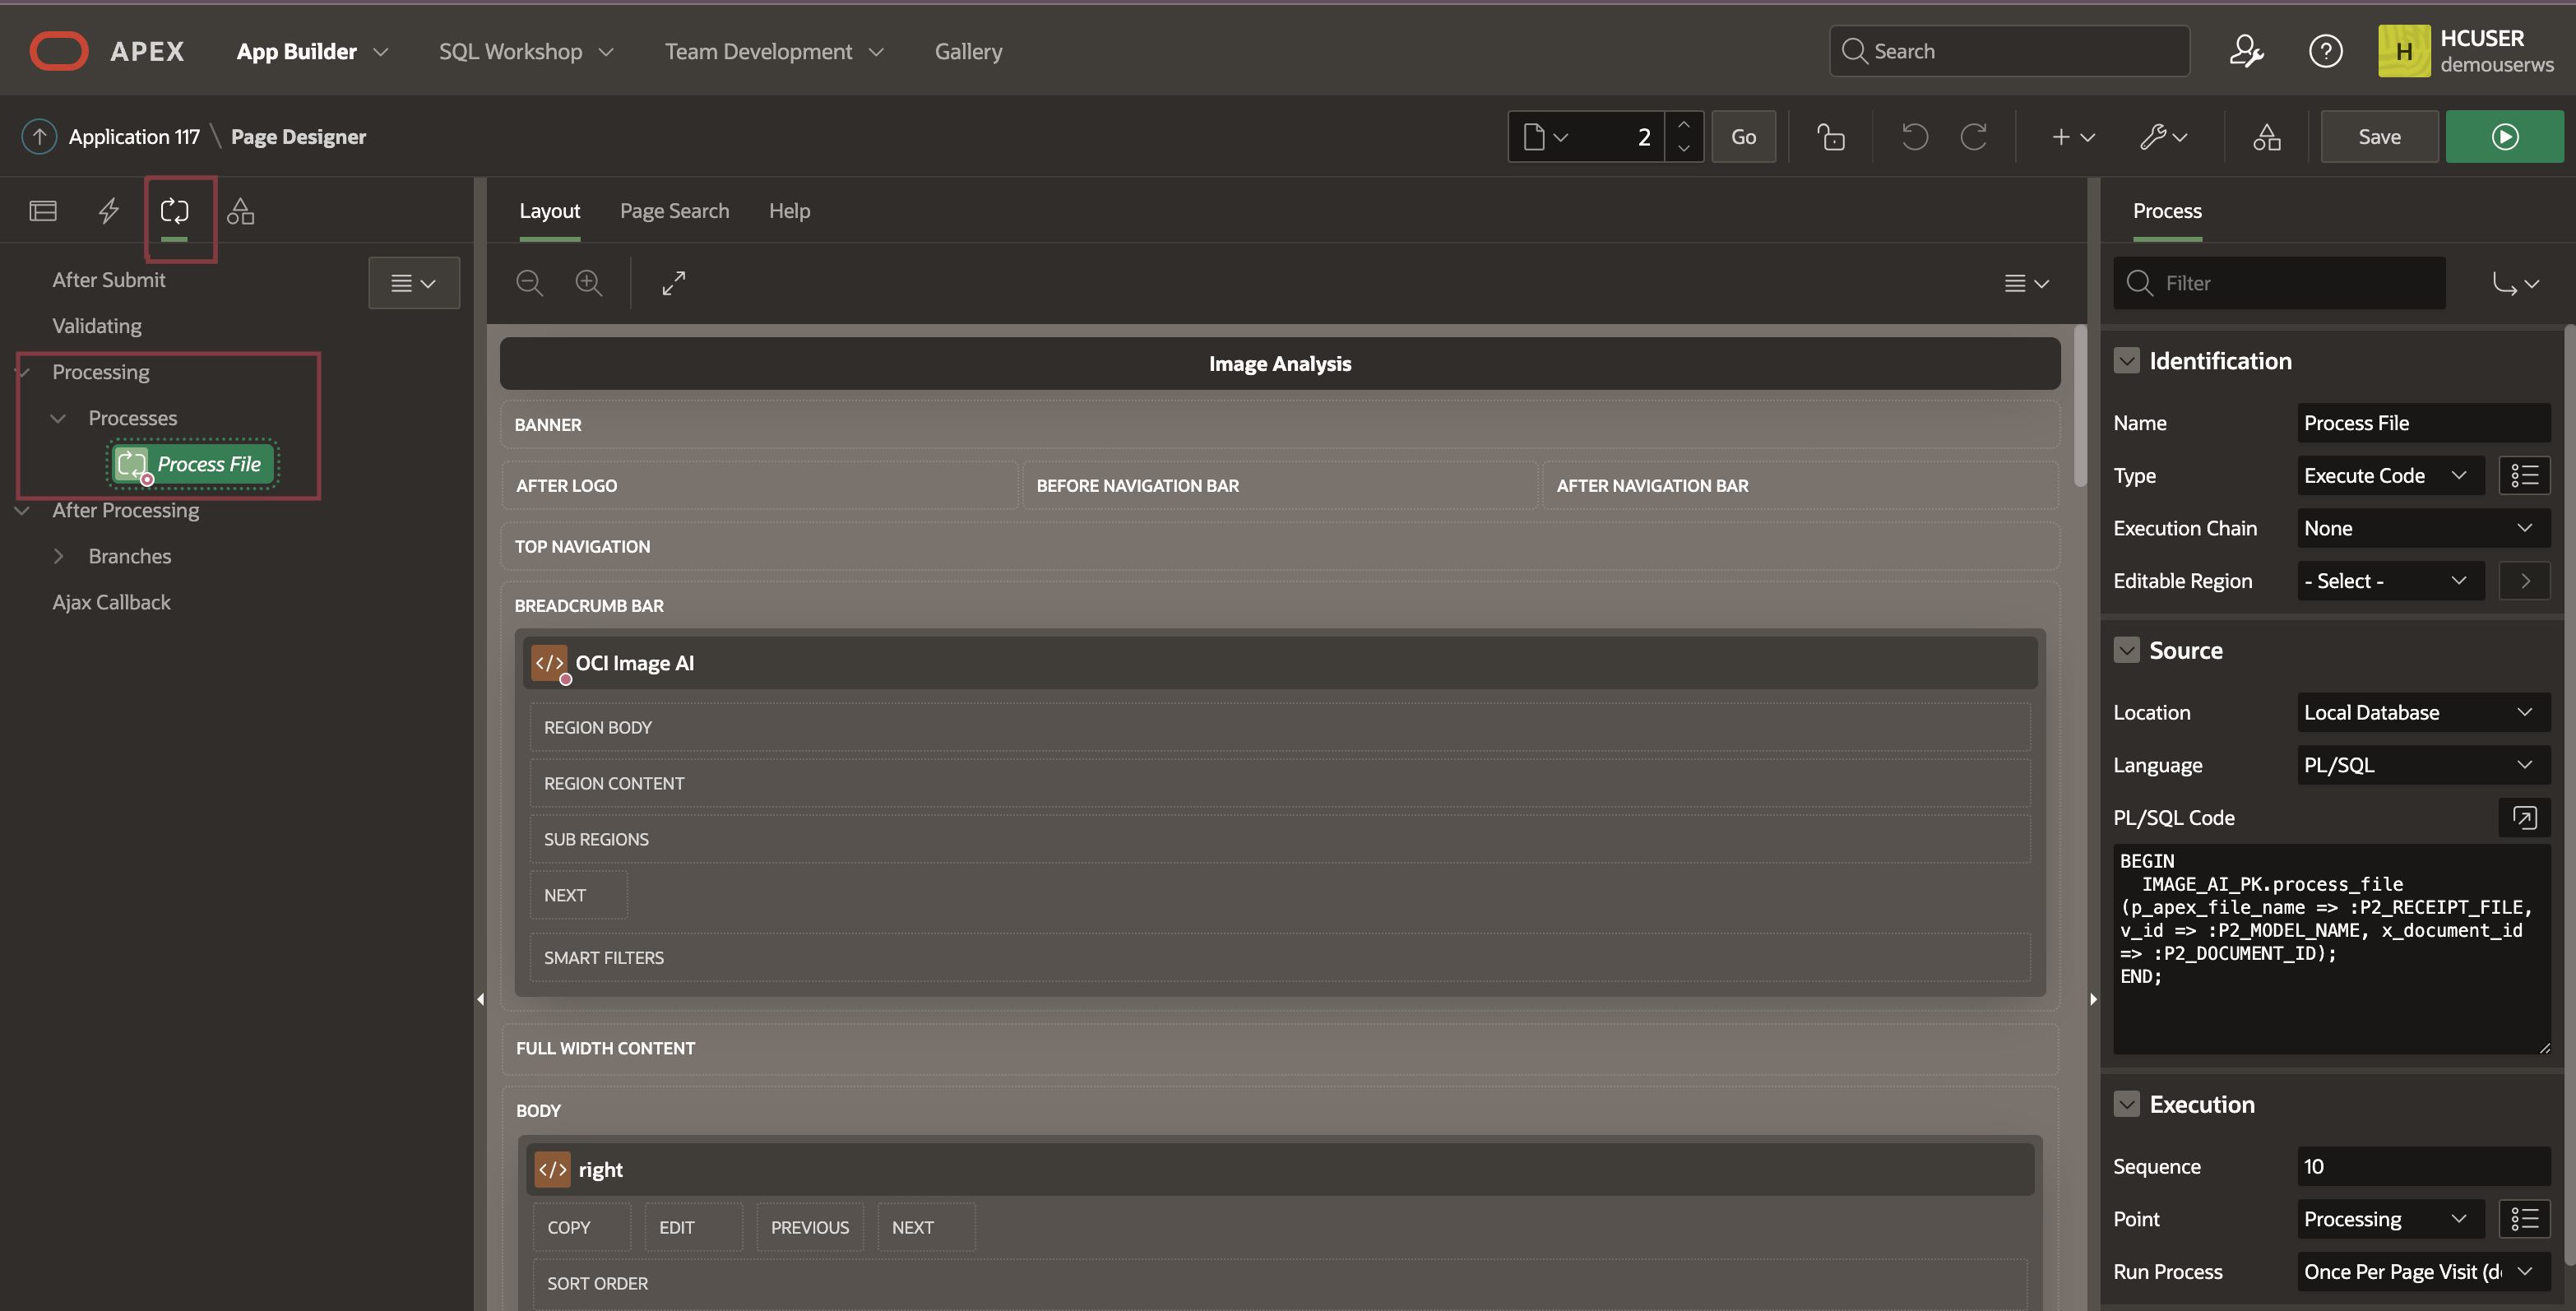 APEX
App Builder
SQL Workshop
Team Development
Gallery
Search
H
HCUSER
demouserws
Application 117 \ Page Designer
2
Go
Save
After Submit
Validating
Processing
Processes
Process File
After Processing
Branches
Ajax Callback
Layout
Page Search
Help
Image Analysis
BANNER
AFTER LOGO
BEFORE NAVIGATION BAR
AFTER NAVIGATION BAR
TOP NAVIGATION
BREADCRUMB BAR
</> OCI Image AI
REGION BODY
REGION CONTENT
SUB REGIONS
NEXT
SMART FILTERS
FULL WIDTH CONTENT
BODY
</> right
COPY
EDIT
PREVIOUS
NEXT
SORT ORDER
Process
Filter
Identification
Name
Process File
Type
Execute Code
Execution Chain
None
Editable Region
- Select -
Source
Location
Local Database
Language
PL/SQL
PL/SQL Code
BEGIN
IMAGE_AI_PK.process_file
(p_apex_file_name => :P2_RECEIPT_FILE,
v_id => :P2_MODEL_NAME, x_document_id
=> :P2_DOCUMENT_ID);
END;
Execution
Sequence
10
Point
Processing
Run Process
Once Per Page Visit (d